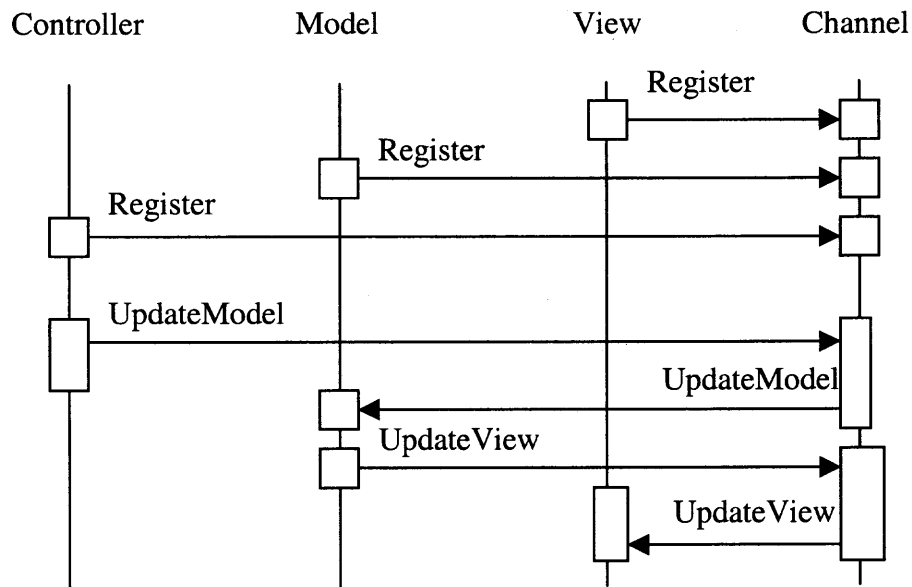 Controller Model View Channel
Register
Register
Register
UpdateModel
UpdateModel
UpdateView
UpdateView